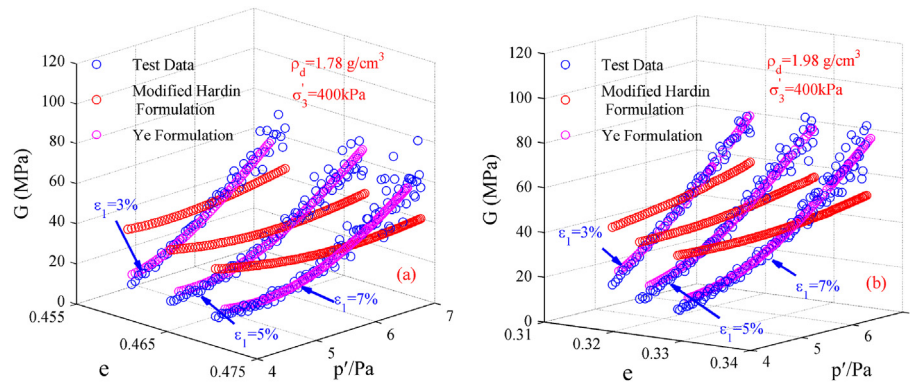 120
100
80
60
40
20
0
G (MPa)
Test Data
Modified Hardin
Formulation
Ye Formulation
ρd=1.78 g/cm³
σ'3=400kPa
ε1=3%
ε1=5%
ε1=7%
(a)
0.455
0.465
0.475
e
4
5
6
7
p'/Pa
120
100
80
60
40
20
0
G (MPa)
Test Data
Modified Hardin
Formulation
Ye Formulation
ρd=1.98 g/cm³
σ'3=400kPa
ε1=3%
ε1=5%
ε1=7%
(b)
0.31
0.32
0.33
0.34
e
4
5
6
p'/Pa